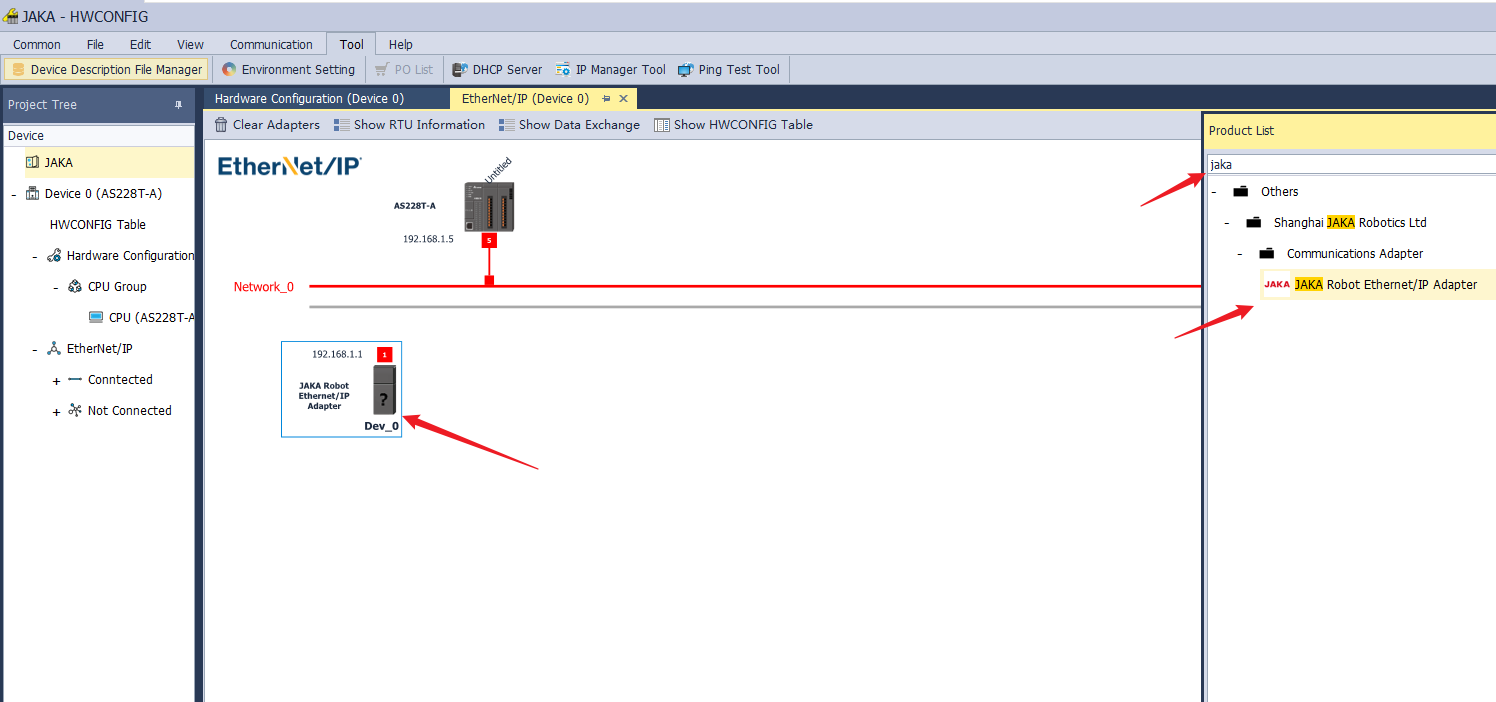 JAKA - HWCONFIG
Common File Edit View Communication Tool Help
Device Description File Manager Environment Setting PO List DHCP Server IP Manager Tool Ping Test Tool
Project Tree
Hardware Configuration (Device 0) EtherNet/IP (Device 0)
Clear Adapters Show RTU Information Show Data Exchange Show HWCONFIG Table
Device
JAKA
Device 0 (AS228T-A)
HWCONFIG Table
Hardware Configuration
CPU Group
CPU (AS228T-A
EtherNet/IP
Conntected
Not Connected
EtherNet/IP
Untitled
AS228T-A
192.168.1.5
5
Network_0
192.168.1.1
1
JAKA Robot
Ethernet/IP
Adapter
?
Dev_0
Product List
jaka
Others
Shanghai JAKA Robotics Ltd
Communications Adapter
JAKA JAKA Robot Ethernet/IP Adapter